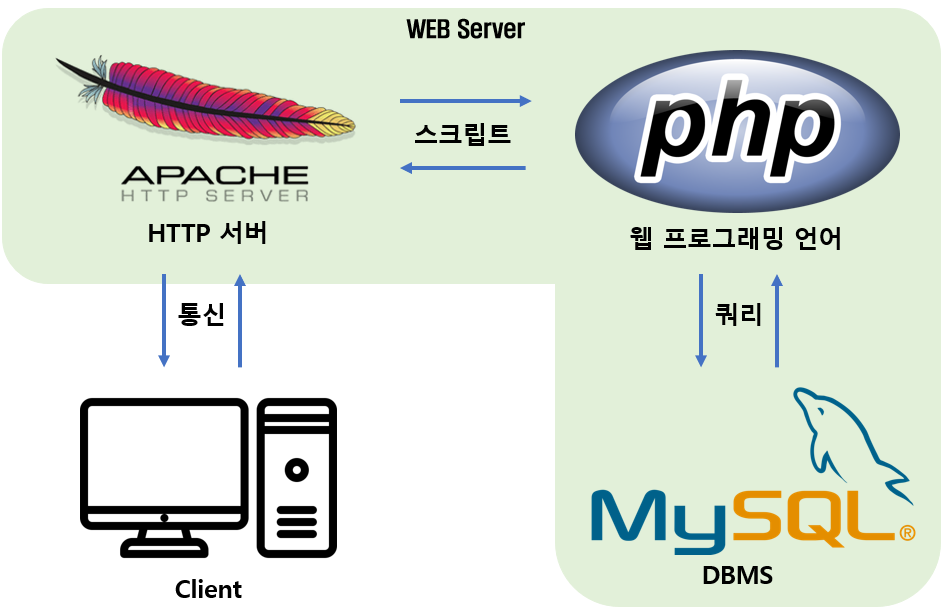 WEB Server
APACHE
HTTP SERVER
HTTP 서버
스크립트
php
웹 프로그래밍 언어
통신
쿼리
Client
MySQL®
DBMS